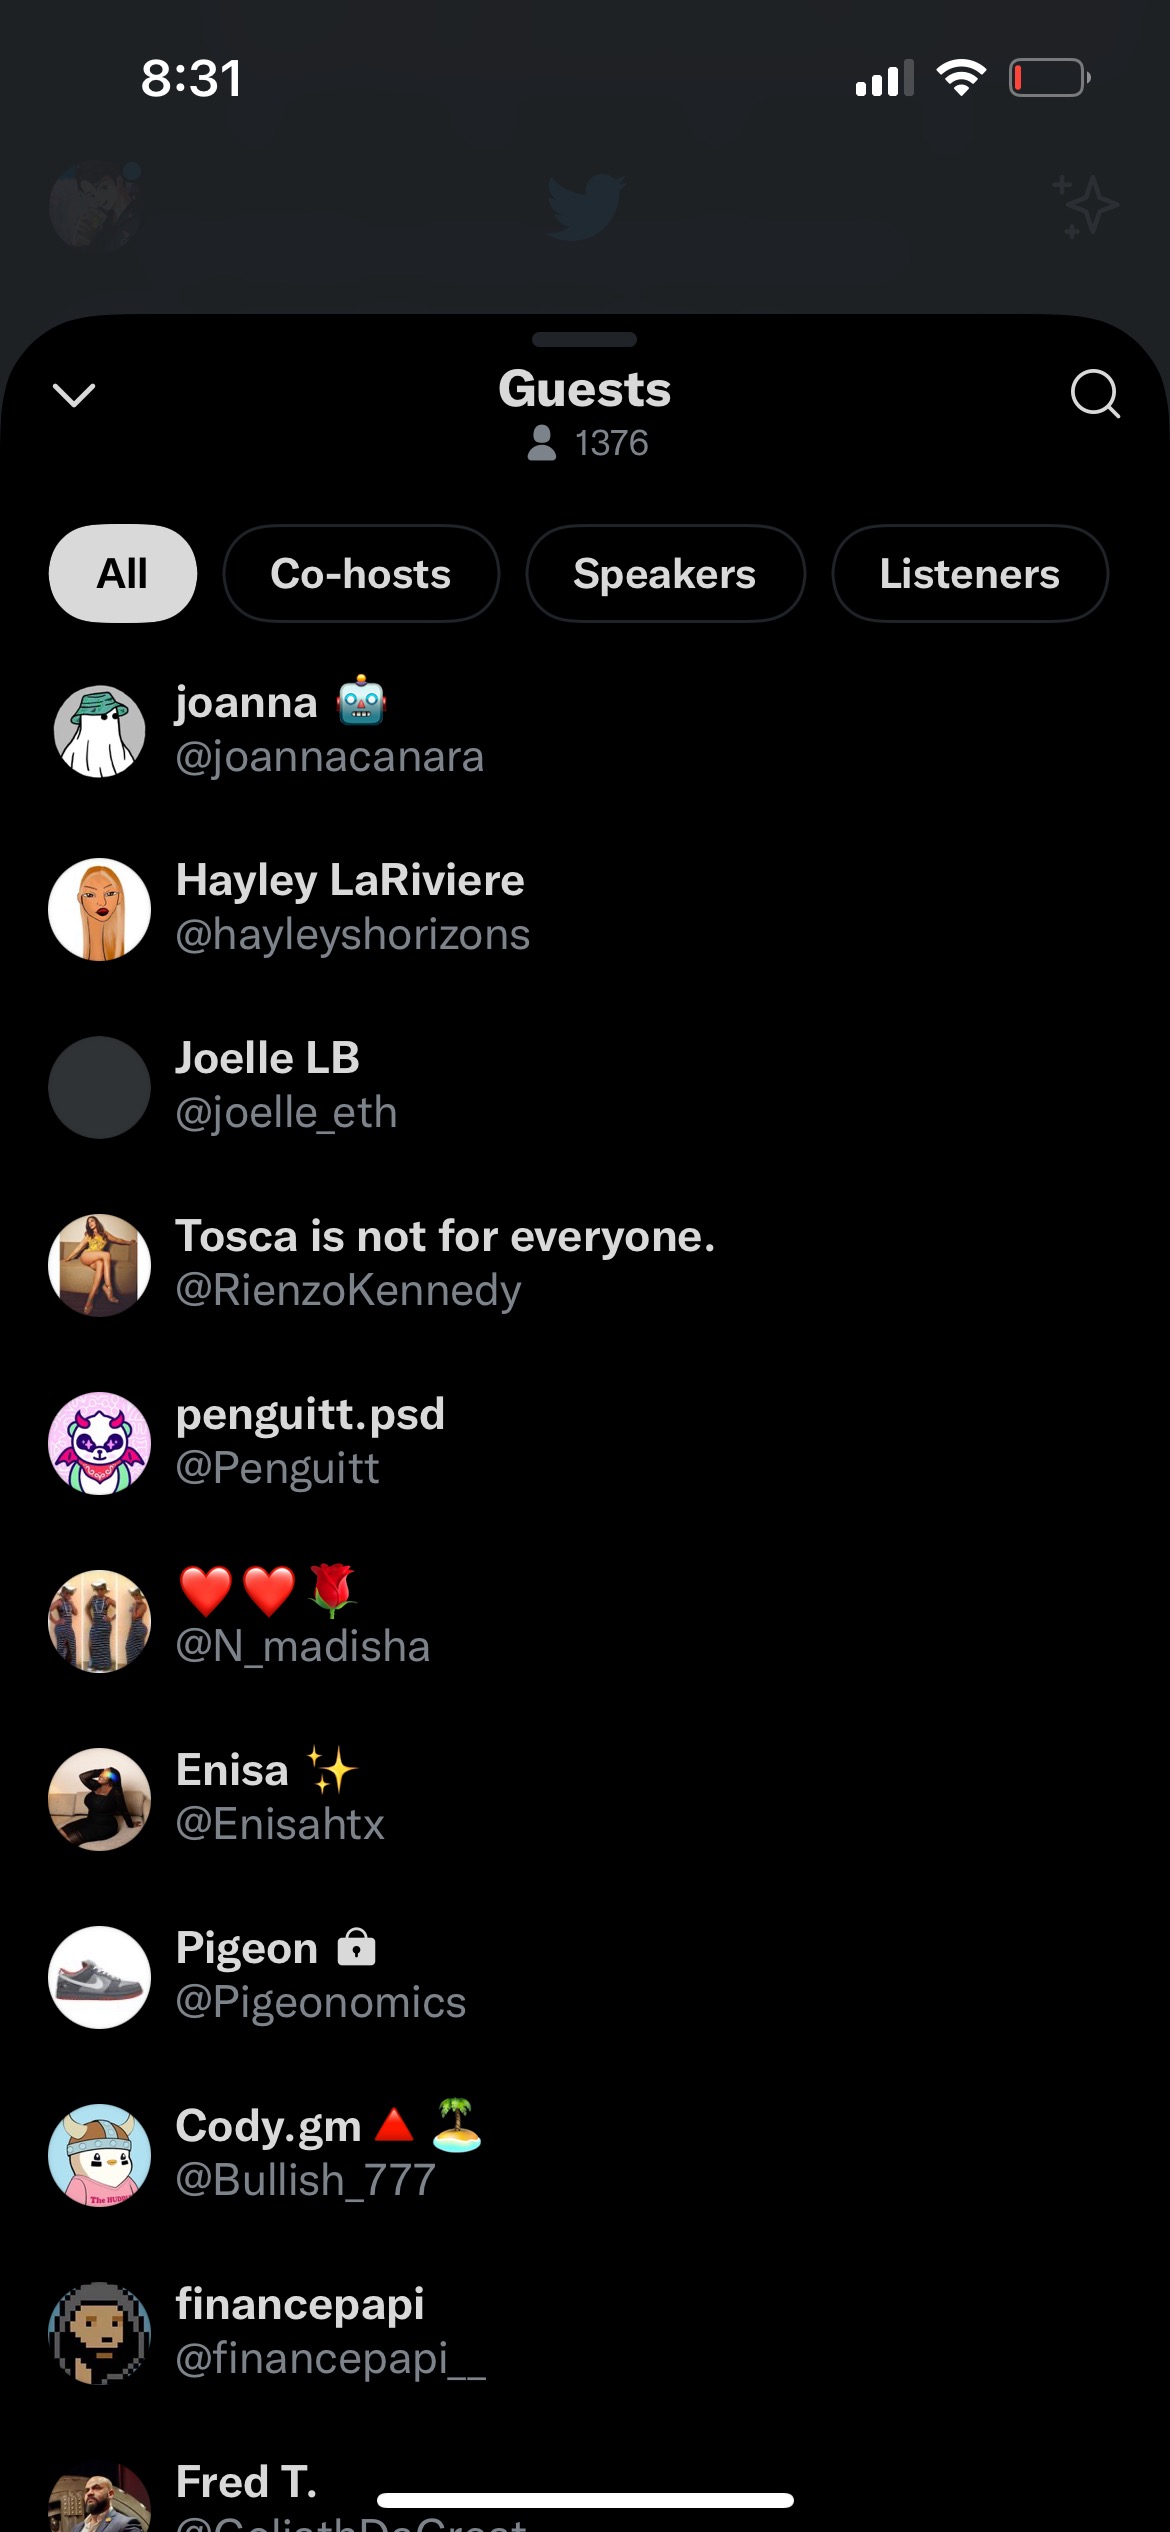 8:31
Guests
1376
All Co-hosts Speakers Listeners
joanna 🤖
@joannacanara
Hayley LaRiviere
@hayleyshorizons
Joelle LB
@joelle_eth
Tosca is not for everyone.
@RienzoKennedy
penguitt.psd
@Penguitt
❤️❤️🌹
@N_madisha
Enisa ✨
@Enisahtx
Pigeon 🔒
@Pigeonomics
Cody.gm🔺🏝️
@Bullish_777
financepapi
@financepapi__
Fred T.
@GoliathDaGreat